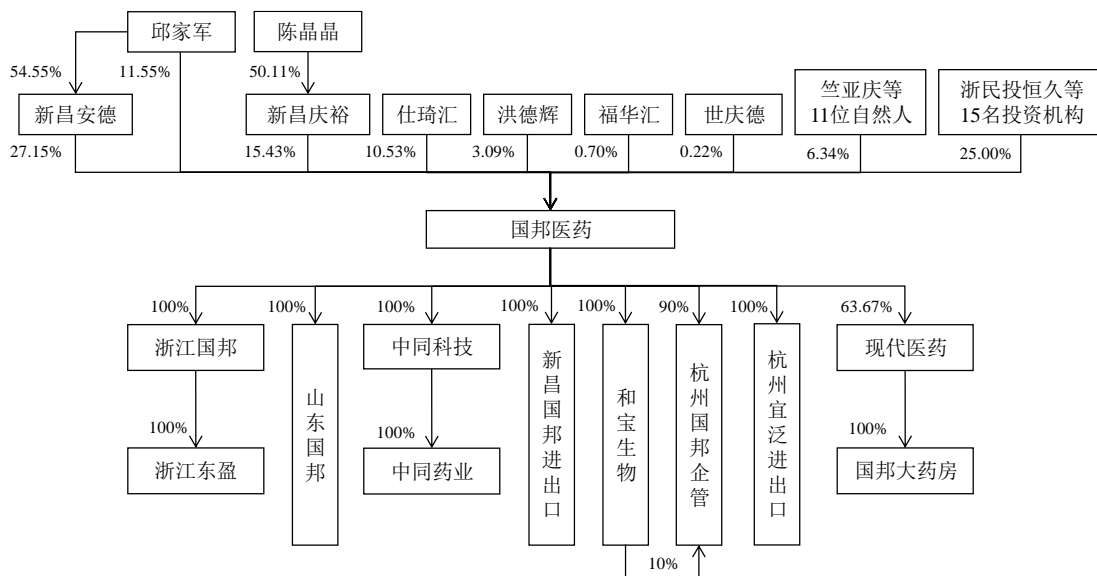 邱家军
陈晶晶
54.55%
11.55%
50.11%
新昌安德
新昌庆裕
仕琦汇
洪德辉
福华汇
世庆德
竺亚庆等
11位自然人
浙民投恒久等
15名投资机构
27.15%
15.43%
10.53%
3.09%
0.70%
0.22%
6.34%
25.00%
国邦医药
100%
100%
100%
100%
100%
90%
100%
63.67%
浙江国邦
山东国邦
中同科技
新昌国邦进出口
和宝生物
杭州国邦企管
杭州宜泛进出口
现代医药
100%
100%
100%
浙江东盈
中同药业
国邦大药房
10%